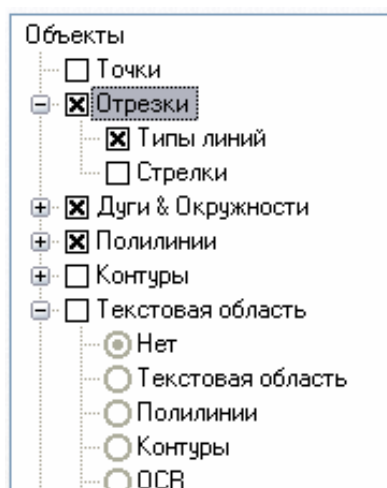 Объекты
Точки
Отрезки
Типы линий
Стрелки
Дуги & Окружности
Полилинии
Контуры
Текстовая область
Нет
Текстовая область
Полилинии
Контуры
OCR